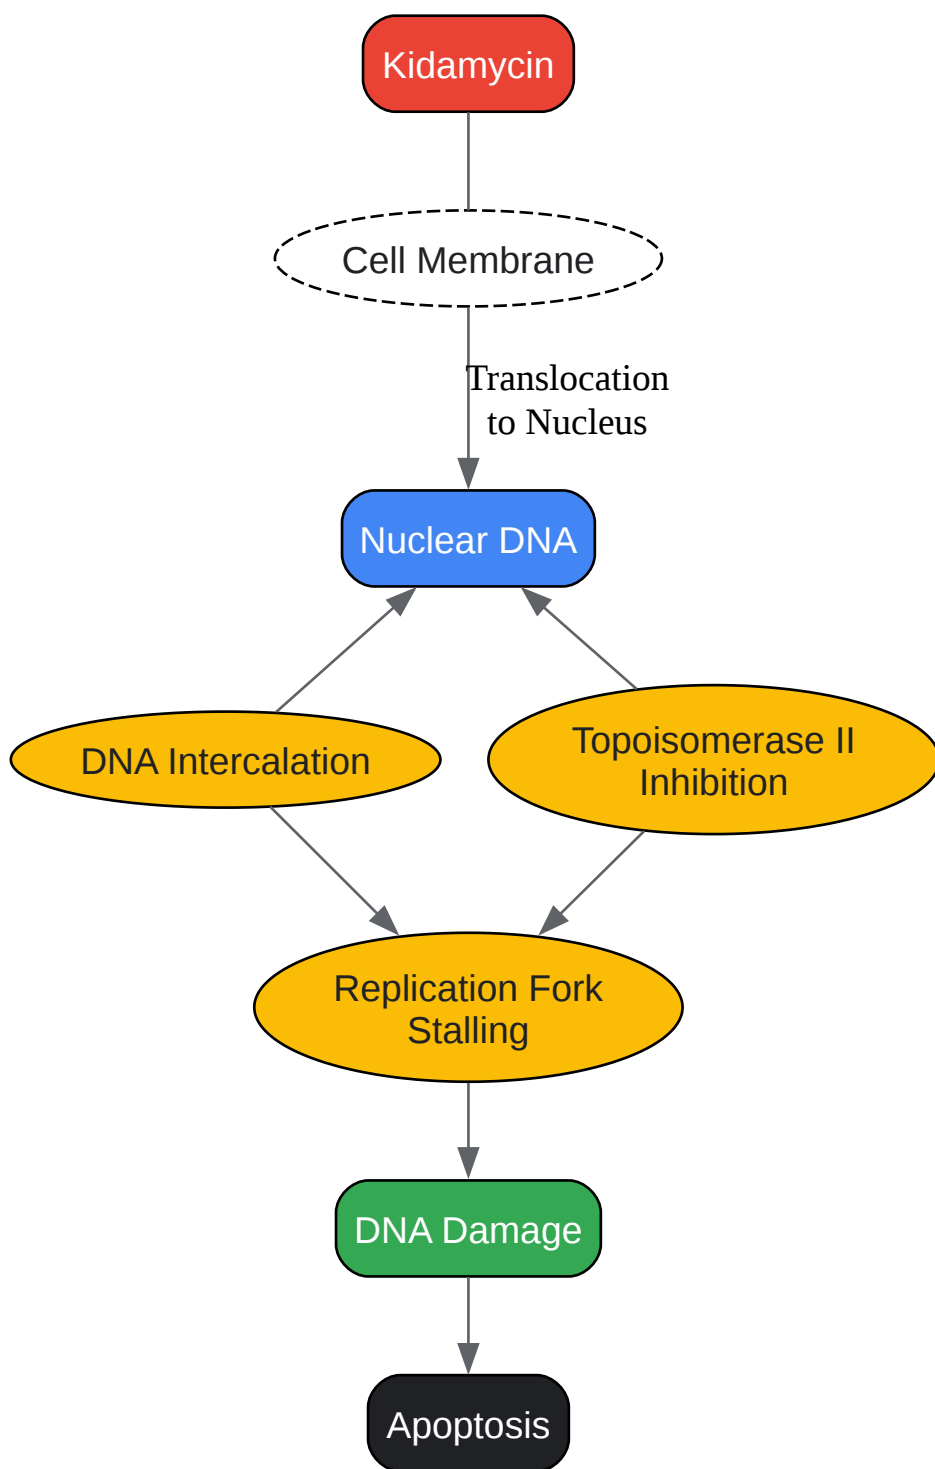 Kidamycin
Cell Membrane
Translocation
to Nucleus
Nuclear DNA
DNA Intercalation
Topoisomerase II
Inhibition
Replication Fork
Stalling
DNA Damage
Apoptosis